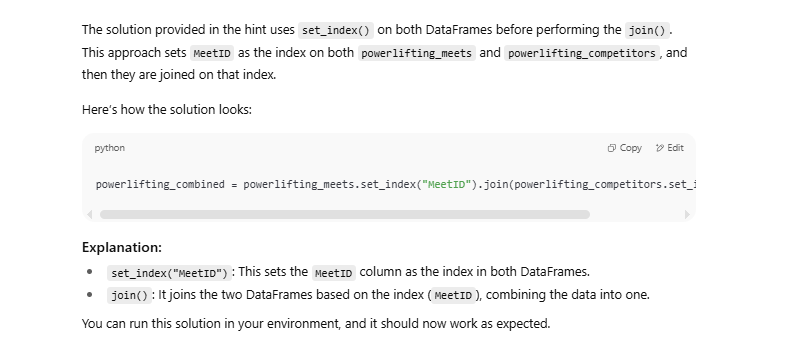 The solution provided in the hint uses set_index() on both DataFrames before performing the join().
This approach sets MeetID as the index on both powerlifting_meets and powerlifting_competitors, and
then they are joined on that index.
Here's how the solution looks:
python Copy Edit
powerlifting_combined = powerlifting_meets.set_index("MeetID").join(powerlifting_competitors.set_i
Explanation:
• set_index("MeetID"): This sets the MeetID column as the index in both DataFrames.
• join(): It joins the two DataFrames based on the index (MeetID), combining the data into one.
You can run this solution in your environment, and it should now work as expected.